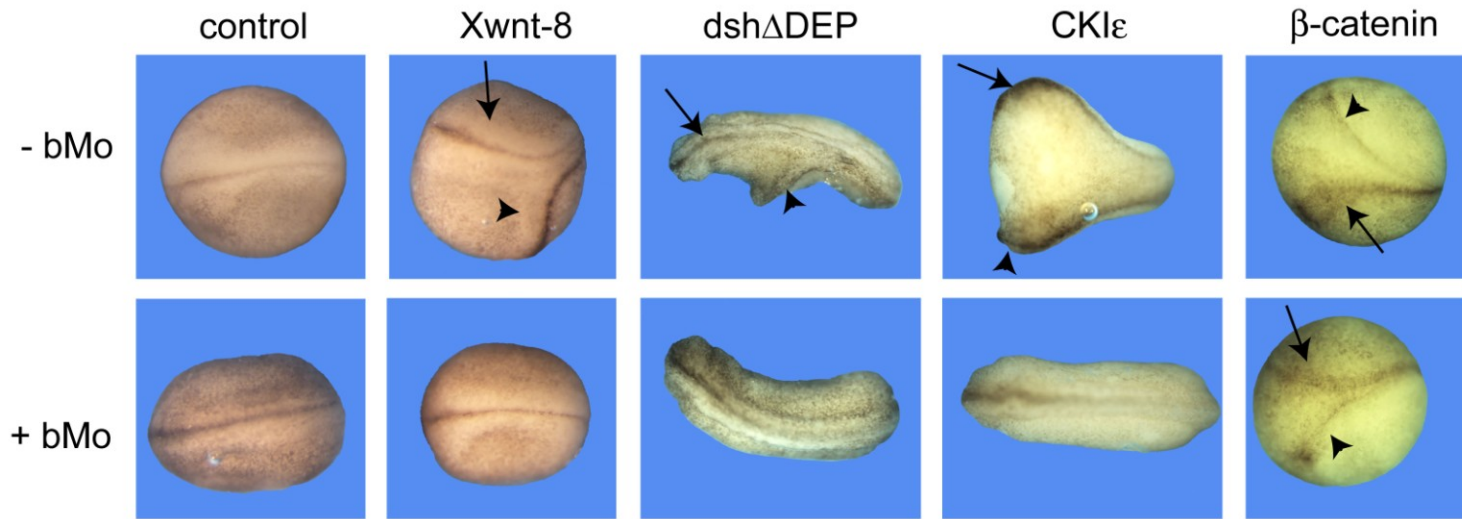 control Xwnt-8 dshΔDEP CKIε β-catenin
- bMo
+ bMo